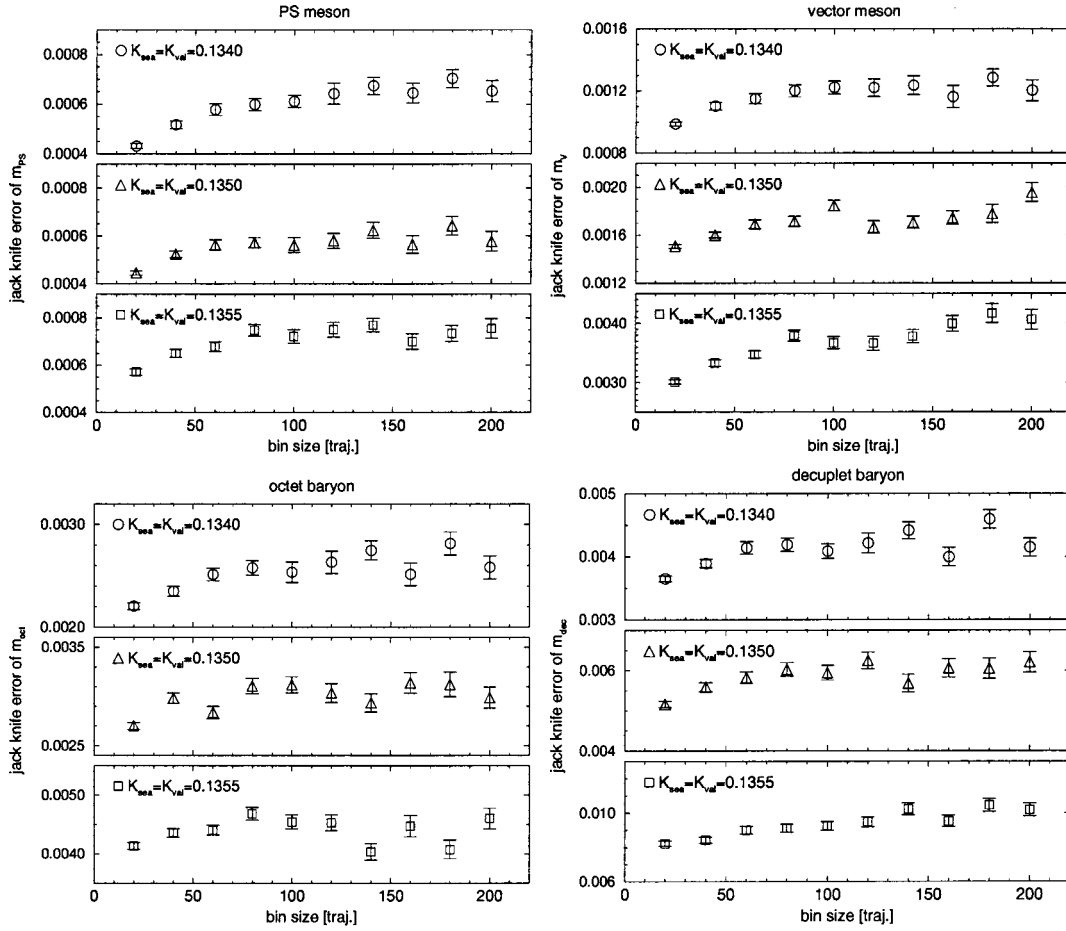 PS meson
K_sea=K_val=0.1340
0.0008
0.0006
0.0004
K_sea=K_val=0.1350
0.0008
0.0006
0.0004
K_sea=K_val=0.1355
0.0008
0.0006
0.0004
jack knife error of m_PS
0 50 100 150 200
bin size [traj.]
vector meson
K_sea=K_val=0.1340
0.0016
0.0012
0.0008
K_sea=K_val=0.1350
0.0020
0.0016
0.0012
K_sea=K_val=0.1355
0.0040
0.0030
jack knife error of m_V
0 50 100 150 200
bin size [traj.]
octet baryon
K_sea=K_val=0.1340
0.0030
0.0020
K_sea=K_val=0.1350
0.0035
0.0025
K_sea=K_val=0.1355
0.0050
0.0040
jack knife error of m_oct
0 50 100 150 200
bin size [traj.]
decuplet baryon
K_sea=K_val=0.1340
0.005
0.004
0.003
K_sea=K_val=0.1350
0.006
0.004
K_sea=K_val=0.1355
0.010
0.006
jack knife error of m_dec
0 50 100 150 200
bin size [traj.]